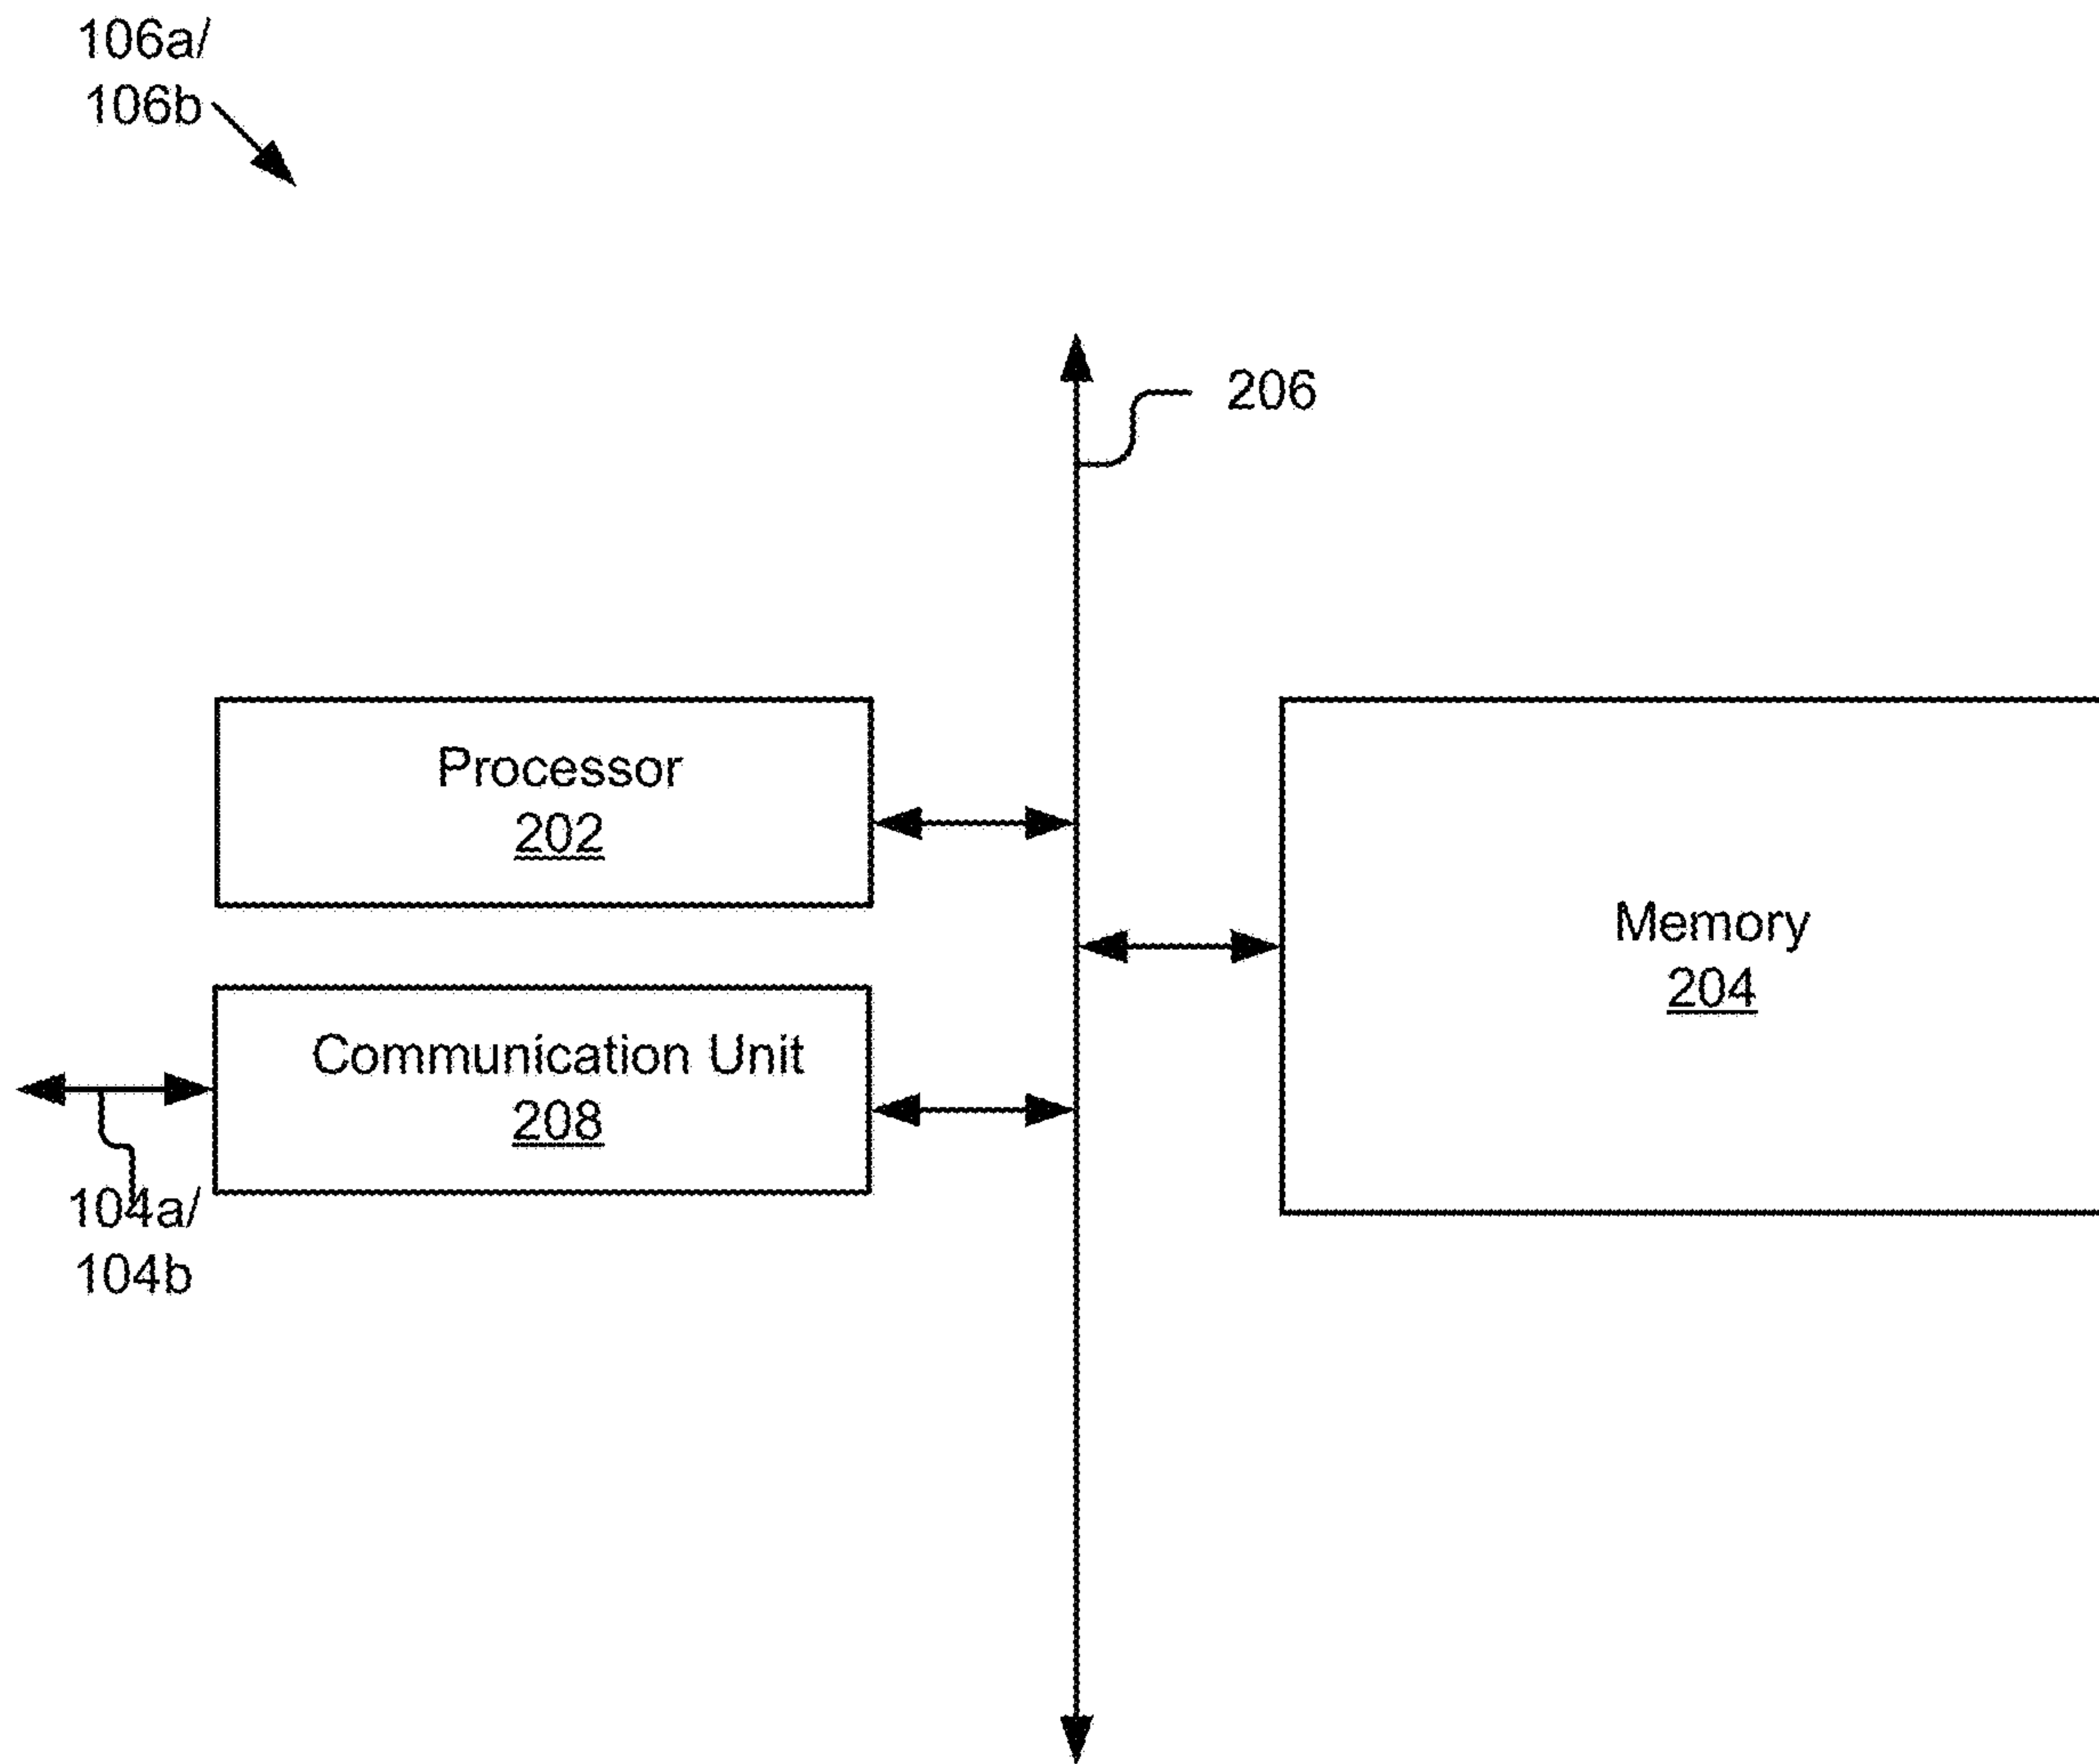 106a/
106b
206
Processor
202
Memory
204
Communication Unit
208
104a/
104b